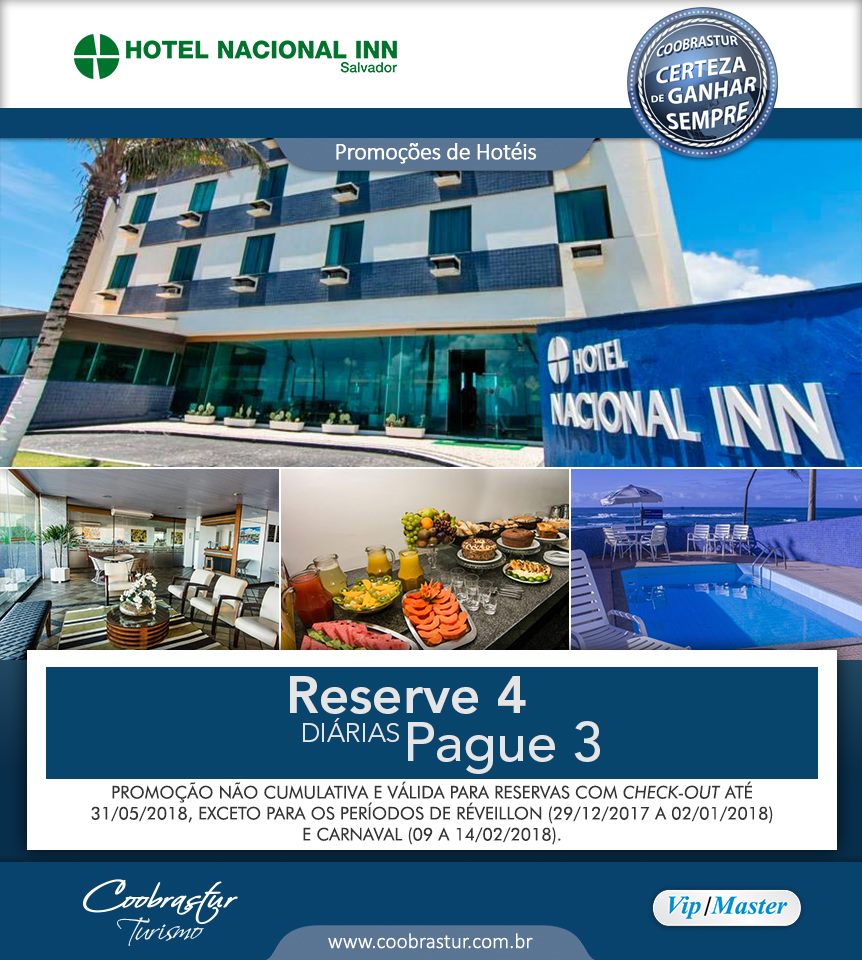 HOTEL NACIONAL INN
Salvador
COOBRASTUR
CERTEZA
DE GANHAR
SEMPRE
Promoções de Hotéis
HOTEL
NACIONAL INN
Reserve 4
DIÁRIAS Pague 3
PROMOÇÃO NÃO CUMULATIVA E VÁLIDA PARA RESERVAS COM CHECK-OUT ATÉ
31/05/2018, EXCETO PARA OS PERÍODOS DE RÉVEILLON (29/12/2017 A 02/01/2018)
E CARNAVAL (09 A 14/02/2018).
Coobrastur
Turismo
Vip/Master
www.coobrastur.com.br